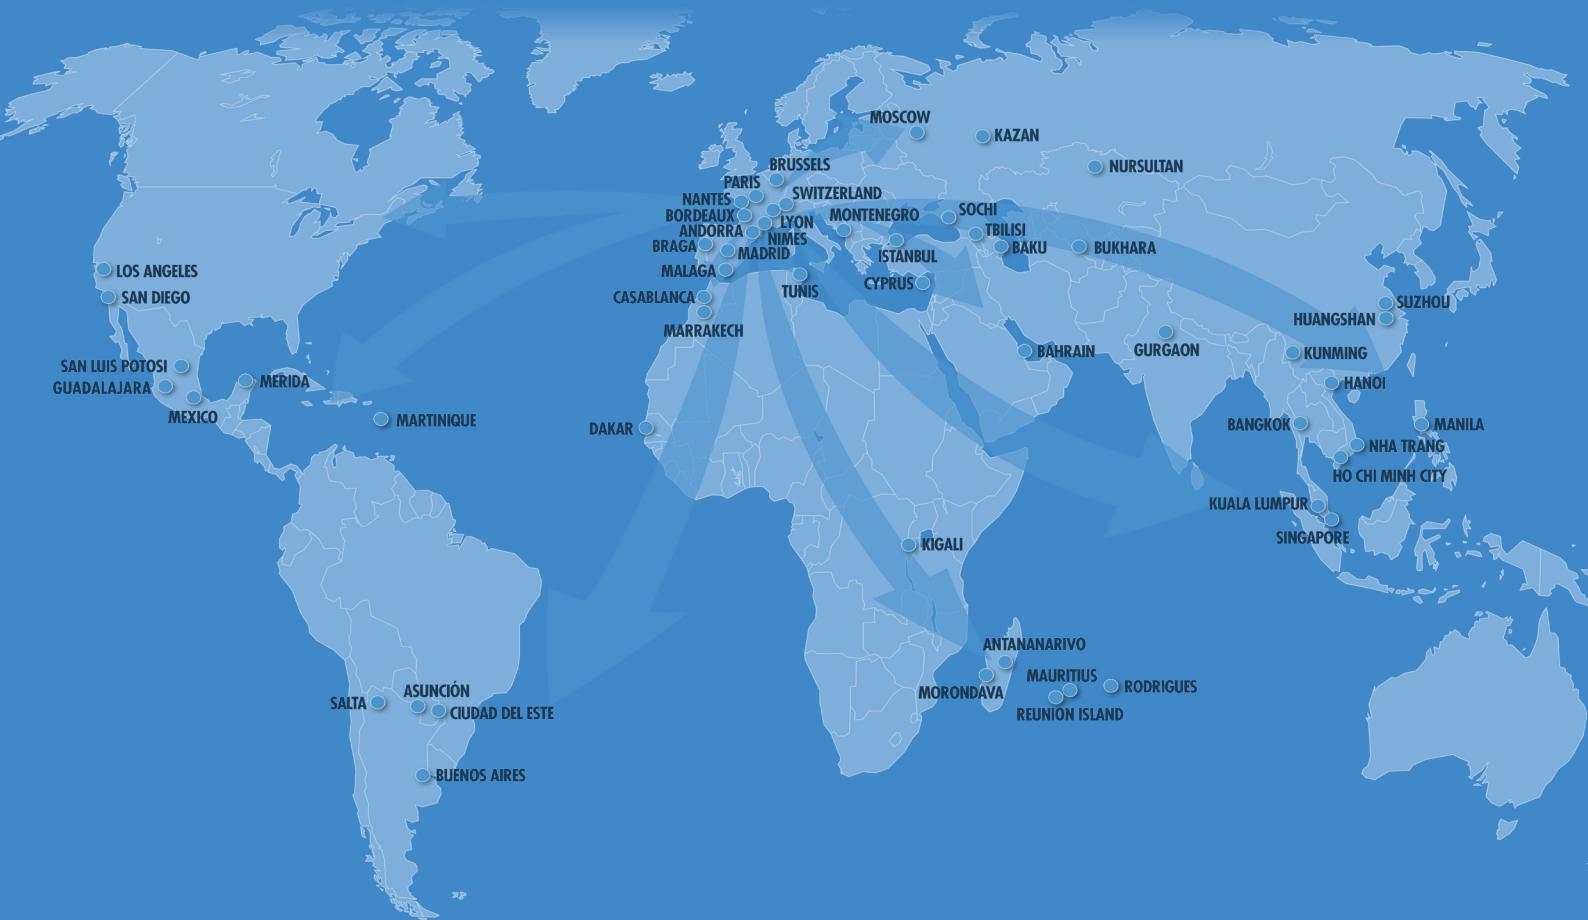 MOSCOW
KAZAN
BRUSSELS
NURSULTAN
PARIS
SWITZERLAND
NANTES
BORDEAUX
LYON
MONTENEGRO
SOCHI
ANDORRA
NIMES
TBILISI
BRAGA
MADRID
ISTANBUL
BAKU
BUKHARA
MALAGA
LOS ANGELES
CYPRUS
TUNIS
SAN DIEGO
CASABLANCA
SUZHOU
HUANGSHAN
MARRAKECH
GURGAON
BAHRAIN
KUNMING
SAN LUIS POTOSI
MERIDA
HANOI
GUADALAJARA
MEXICO
MARTINIQUE
DAKAR
BANGKOK
MANILA
NHA TRANG
HO CHI MINH CITY
KUALA LUMPUR
SINGAPORE
KIGALI
ANTANANARIVO
MAURITIUS
RODRIGUES
MORONDAVA
ASUNCIÓN
SALTA
CIUDAD DEL ESTE
REUNION ISLAND
BUENOS AIRES